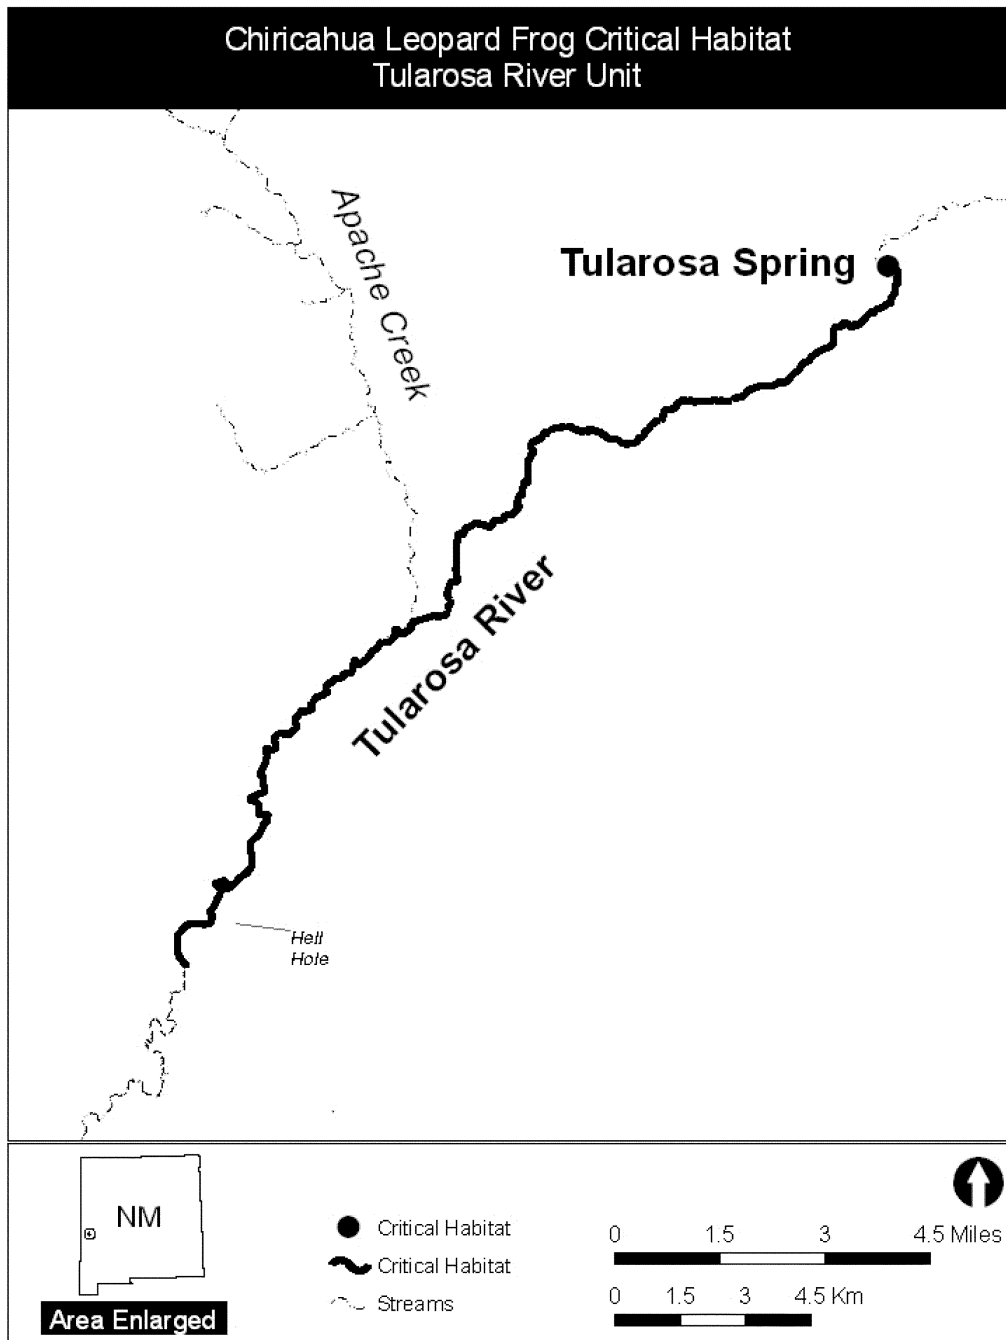 Chiricahua Leopard Frog Critical Habitat
Tularosa River Unit
Apache Creek
Tularosa Spring
Tularosa River
Hell
Hole
NM
Area Enlarged
Critical Habitat
Critical Habitat
Streams
0 1.5 3 4.5 Miles
0 1.5 3 4.5 Km